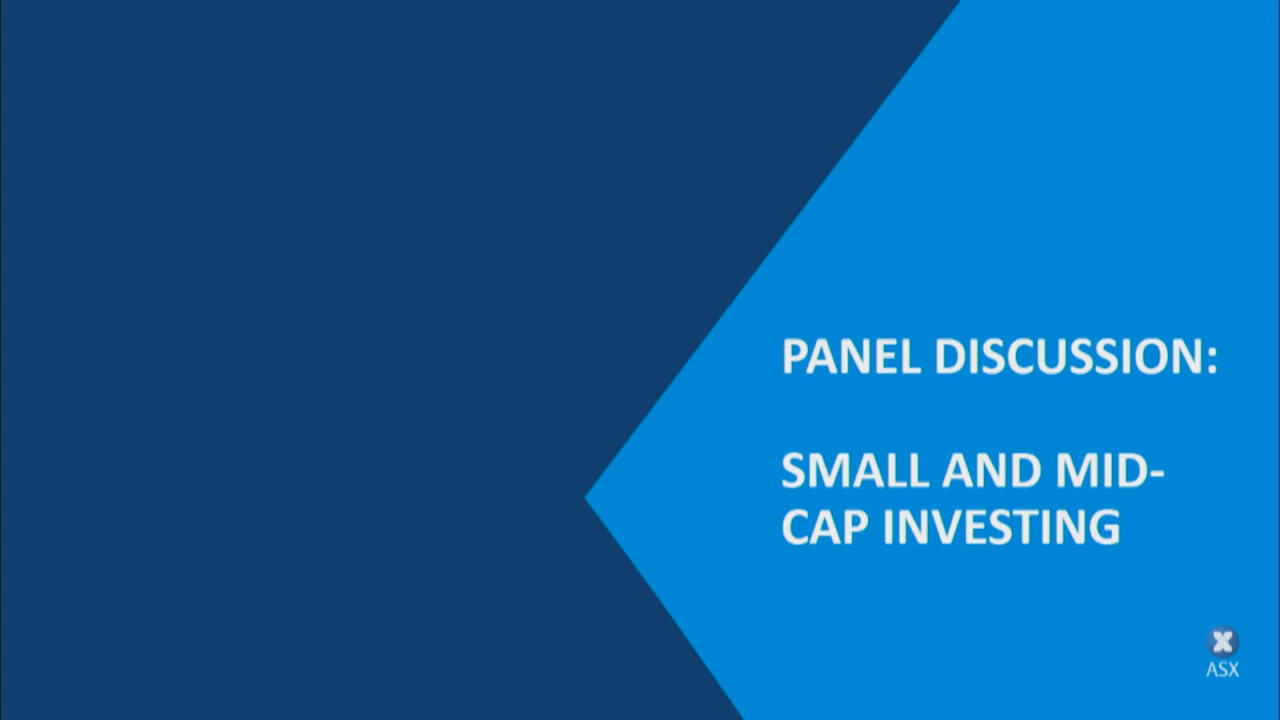 PANEL DISCUSSION:
SMALL AND MID-
CAP INVESTING
ASX